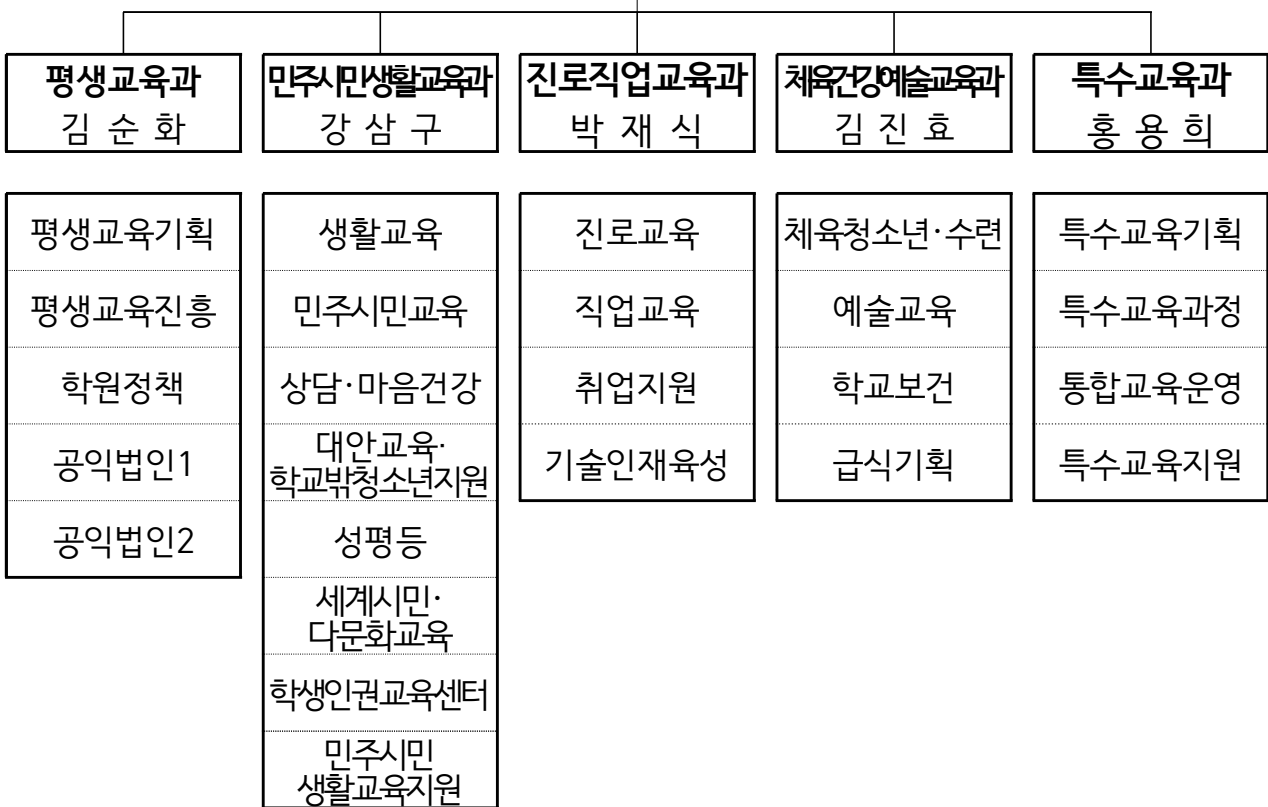 평생교육과
김 순 화
민주시민생활교육과
강 삼 구
진로직업교육과
박 재 식
체육건강예술교육과
김 진 효
특수교육과
홍 용 희
평생교육기획
평생교육진흥
학원정책
공익법인1
공익법인2
생활교육
민주시민교육
상담·마음건강
대안교육·
학교밖청소년지원
성평등
세계시민·
다문화교육
학생인권교육센터
민주시민
생활교육지원
진로교육
직업교육
취업지원
기술인재육성
체육청소년·수련
예술교육
학교보건
급식기획
특수교육기획
특수교육과정
통합교육운영
특수교육지원